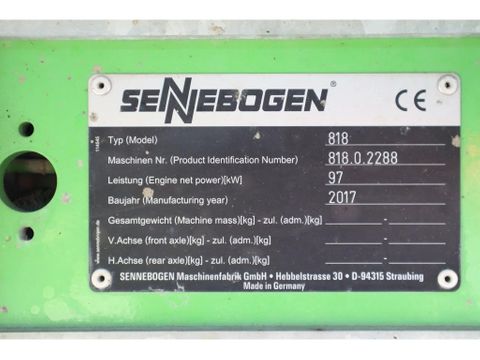 SENNEBOGEN®
CE
Typ (Model) 818
Maschinen Nr. (Product Identification Number) 818.0.2288
Leistung (Engine net power)[kW] 97
Baujahr (Manufacturing year) 2017
Gesamtgewicht (Machine mass)[kg] - zul. (adm.)[kg] -
V.Achse (front axle)[kg] - zul. (adm.)[kg] -
H.Achse (rear axle)[kg] - zul. (adm.)[kg] -
SENNEBOGEN Maschinenfabrik GmbH • Hebbelstrasse 30 • D-94315 Straubing
Made in Germany